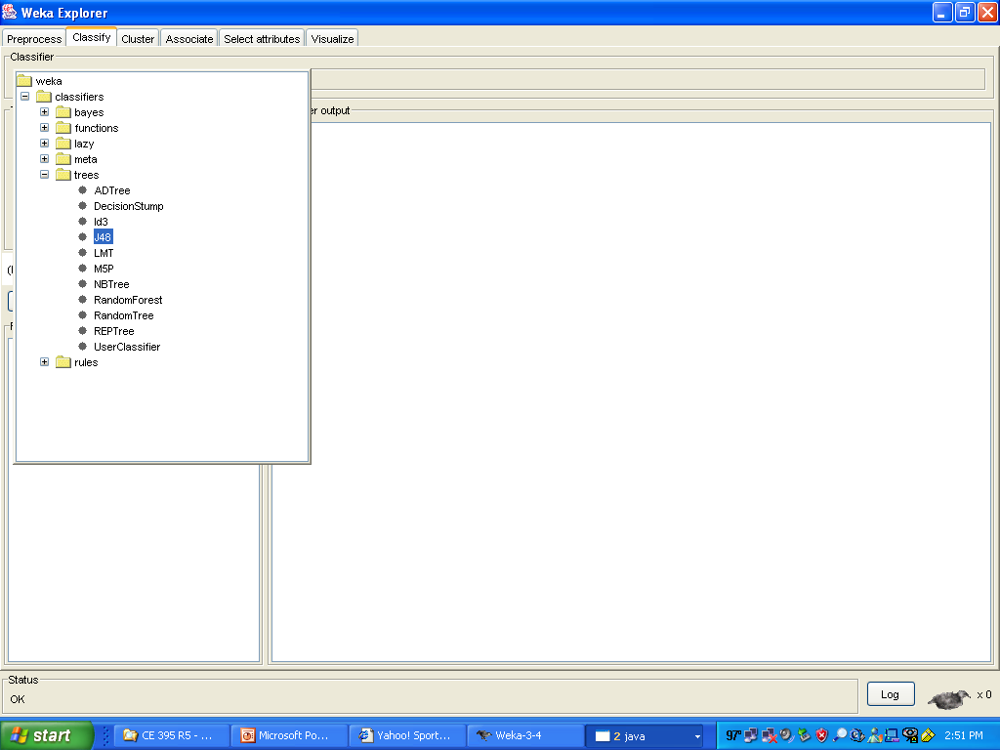 Weka Explorer
Preprocess Classify Cluster Associate Select attributes Visualize
Classifier
weka
classifiers
bayes
functions
lazy
meta
trees
ADTree
DecisionStump
Id3
J48
LMT
M5P
NBTree
RandomForest
RandomTree
REPTree
UserClassifier
rules
output
Status
OK
Log
x 0
start
CE 395 R5 - ...
Microsoft Po...
Yahoo! Sport...
Weka-3-4
2 java
97°
2:51 PM